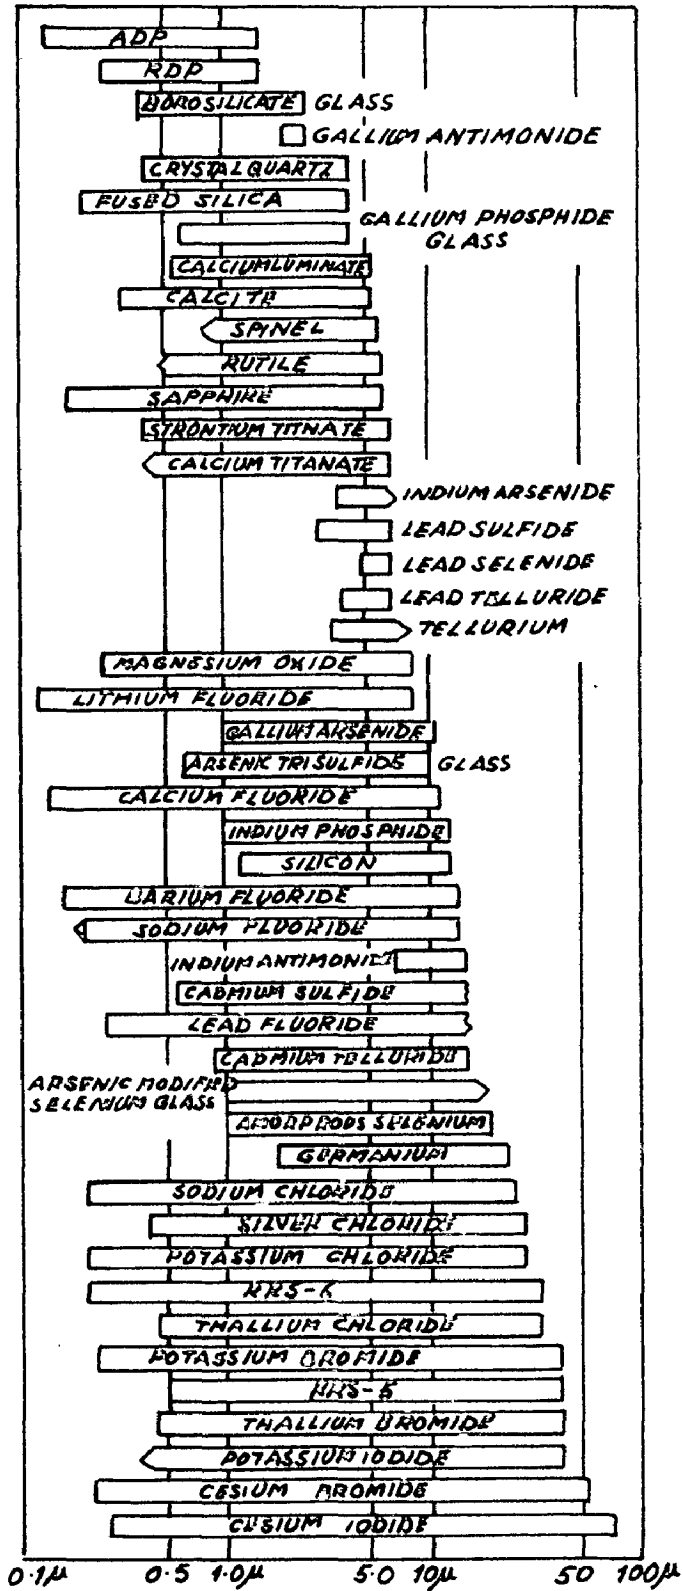 ADP
RDP
BOROSILICATE GLASS
GALLIUM ANTIMONIDE
CRYSTAL QUARTZ
FUSED SILICA
GALLIUM PHOSPHIDE
GLASS
CALCIUMLUMINATE
CALCITE
SPINEL
RUTILE
SAPPHIRE
STRONTIUM TITNATE
CALCIUM TITANATE
INDIUM ARSENIDE
LEAD SULFIDE
LEAD SELENIDE
LEAD TELLURIDE
TELLURIUM
MAGNESIUM OXIDE
LITHIUM FLUORIDE
GALLIUM ARSENIDE
ARSENIC TRISULFIDE GLASS
CALCIUM FLUORIDE
INDIUM PHOSPHIDE
SILICON
BARIUM FLUORIDE
SODIUM FLUORIDE
INDIUM ANTIMONIDE
CADMIUM SULFIDE
LEAD FLUORIDE
CADMIUM TELLURIDE
ARSENIC MODIFIED
SELENIUM GLASS
SELENIUM
GERMANIUM
SODIUM CHLORIDE
SILVER CHLORIDE
POTASSIUM CHLORIDE
THALLIUM CHLORIDE
POTASSIUM BROMIDE
THALLIUM BROMIDE
POTASSIUM IODIDE
CESIUM BROMIDE
CESIUM IODIDE
0.1μ 0.5 1.0μ 5.0 10μ 50 100μ